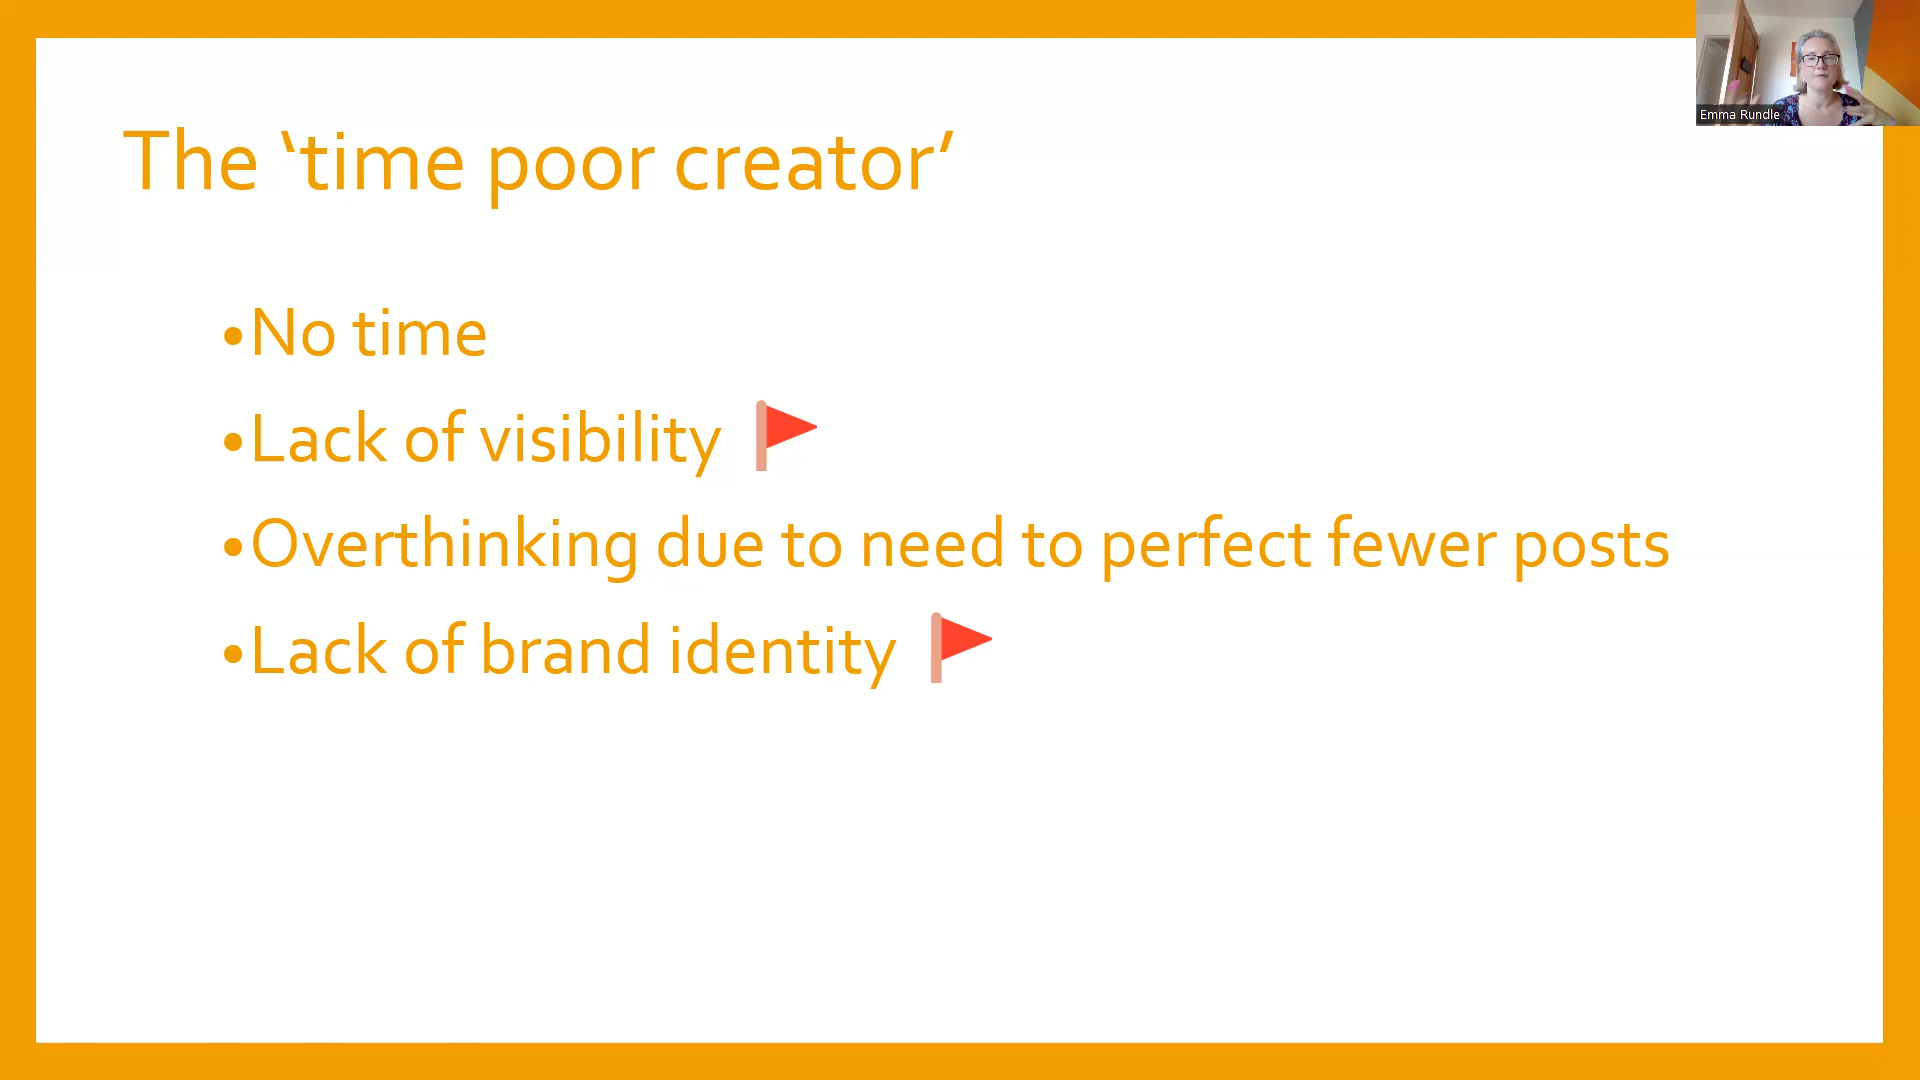 The ‘time poor creator’
•No time
•Lack of visibility
•Overthinking due to need to perfect fewer posts
•Lack of brand identity
Emma Rundle